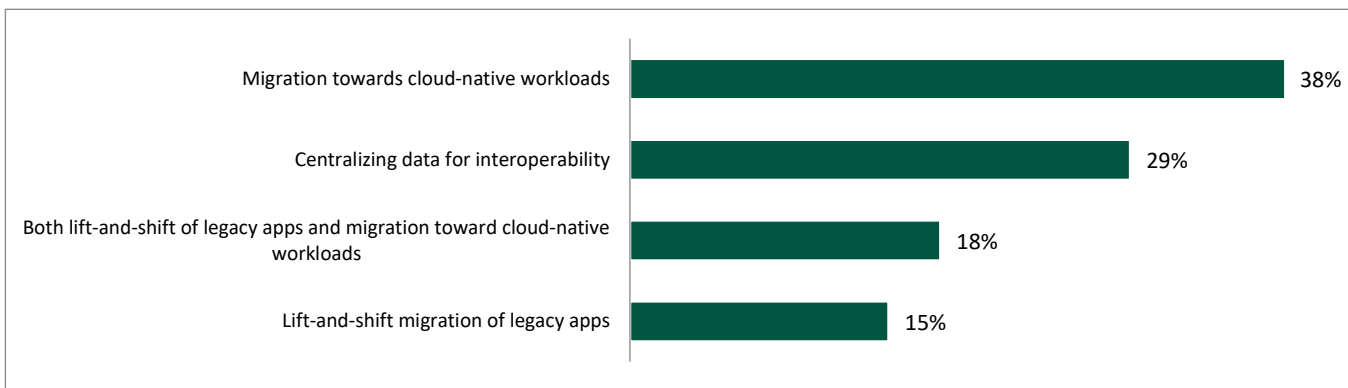 Migration towards cloud-native workloads
38%
Centralizing data for interoperability
29%
Both lift-and-shift of legacy apps and migration toward cloud-native
workloads
18%
Lift-and-shift migration of legacy apps
15%